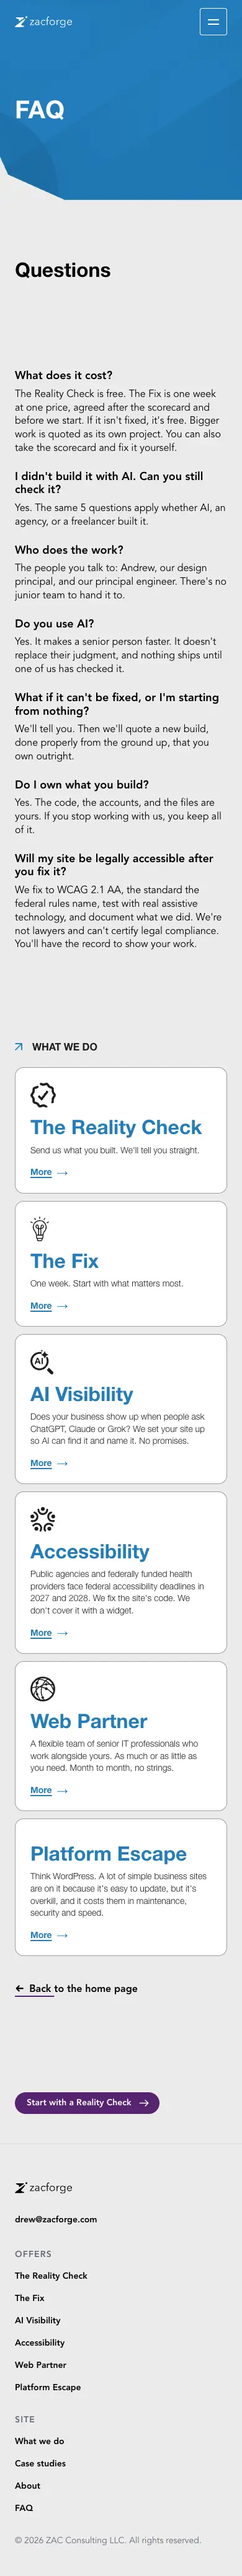 zacforge
FAQ
Questions
What does it cost?
The Reality Check is free. The Fix is one week
at one price, agreed after the scorecard and
before we start. If it isn't fixed, it's free. Bigger
work is quoted as its own project. You can also
take the scorecard and fix it yourself.
I didn't build it with AI. Can you still
check it?
Yes. The same 5 questions apply whether AI, an
agency, or a freelancer built it.
Who does the work?
The people you talk to: Andrew, our design
principal, and our principal engineer. There's no
junior team to hand it to.
Do you use AI?
Yes. It makes a senior person faster. It doesn't
replace their judgment, and nothing ships until
one of us has checked it.
What if it can't be fixed, or I'm starting
from nothing?
We'll tell you. Then we'll quote a new build,
done properly from the ground up, that you
own outright.
Do I own what you build?
Yes. The code, the accounts, and the files are
yours. If you stop working with us, you keep all
of it.
Will my site be legally accessible after
you fix it?
We fix to WCAG 2.1 AA, the standard the
federal rules name, test with real assistive
technology, and document what we did. We're
not lawyers and can't certify legal compliance.
You'll have the record to show your work.
WHAT WE DO
The Reality Check
Send us what you built. We'll tell you straight.
More
The Fix
One week. Start with what matters most.
More
AI
AI Visibility
Does your business show up when people ask
ChatGPT, Claude or Grok? We set your site up
so AI can find it and name it. No promises.
More
Accessibility
Public agencies and federally funded health
providers face federal accessibility deadlines in
2027 and 2028. We fix the site's code. We
don't cover it with a widget.
More
Web Partner
A flexible team of senior IT professionals who
work alongside yours. As much or as little as
you need. Month to month, no strings.
More
Platform Escape
Think WordPress. A lot of simple business sites
are on it because it's easy to update, but it's
overkill, and it costs them in maintenance,
security and speed.
More
Back to the home page
Start with a Reality Check
zacforge
drew@zacforge.com
OFFERS
The Reality Check
The Fix
AI Visibility
Accessibility
Web Partner
Platform Escape
SITE
What we do
Case studies
About
FAQ
© 2026 ZAC Consulting LLC. All rights reserved.